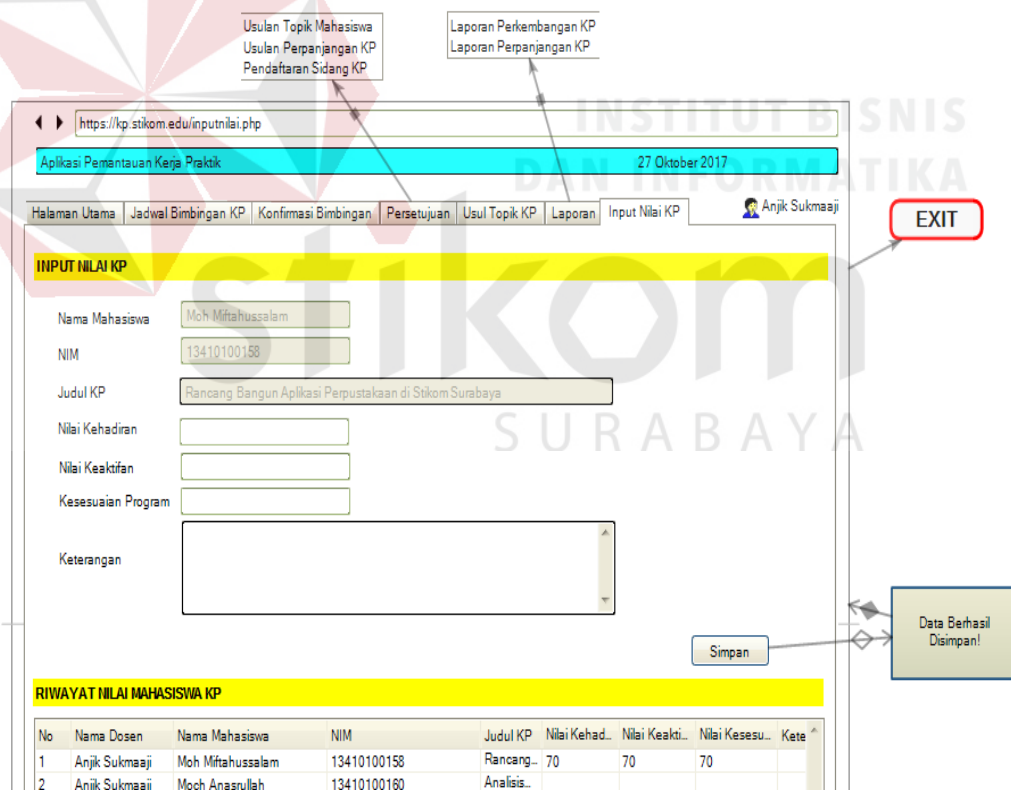 Usulan Topik Mahasiswa
Usulan Perpanjangan KP
Pendaftaran Sidang KP
Laporan Perkembangan KP
Laporan Perpanjangan KP
INSTITUT BISNIS
DAN INFORMATIKA
stikom
SURABAYA
https://kp.stikom.edu/inputnilai.php
Aplikasi Pemantauan Kerja Praktik 27 Oktober 2017
Halaman Utama Jadwal Bimbingan KP Konfirmasi Bimbingan Persetujuan Usul Topik KP Laporan Input Nilai KP Anjik Sukmaaji
EXIT
INPUT NILAI KP
Nama Mahasiswa Moh Miftahussalam
NIM 13410100158
Judul KP Rancang Bangun Aplikasi Perpustakaan di Stikom Surabaya
Nilai Kehadiran
Nilai Keaktifan
Kesesuaian Program
Keterangan
Data Berhasil
Disimpan!
Simpan
RIWAYAT NILAI MAHASISWA KP
No Nama Dosen Nama Mahasiswa NIM Judul KP Nilai Kehad... Nilai Keakti... Nilai Kesesu... Kete
1 Anjik Sukmaaji Moh Miftahussalam 13410100158 Rancang... 70 70 70
2 Anjik Sukmaaji Moch Anasrullah 13410100160 Analisis...